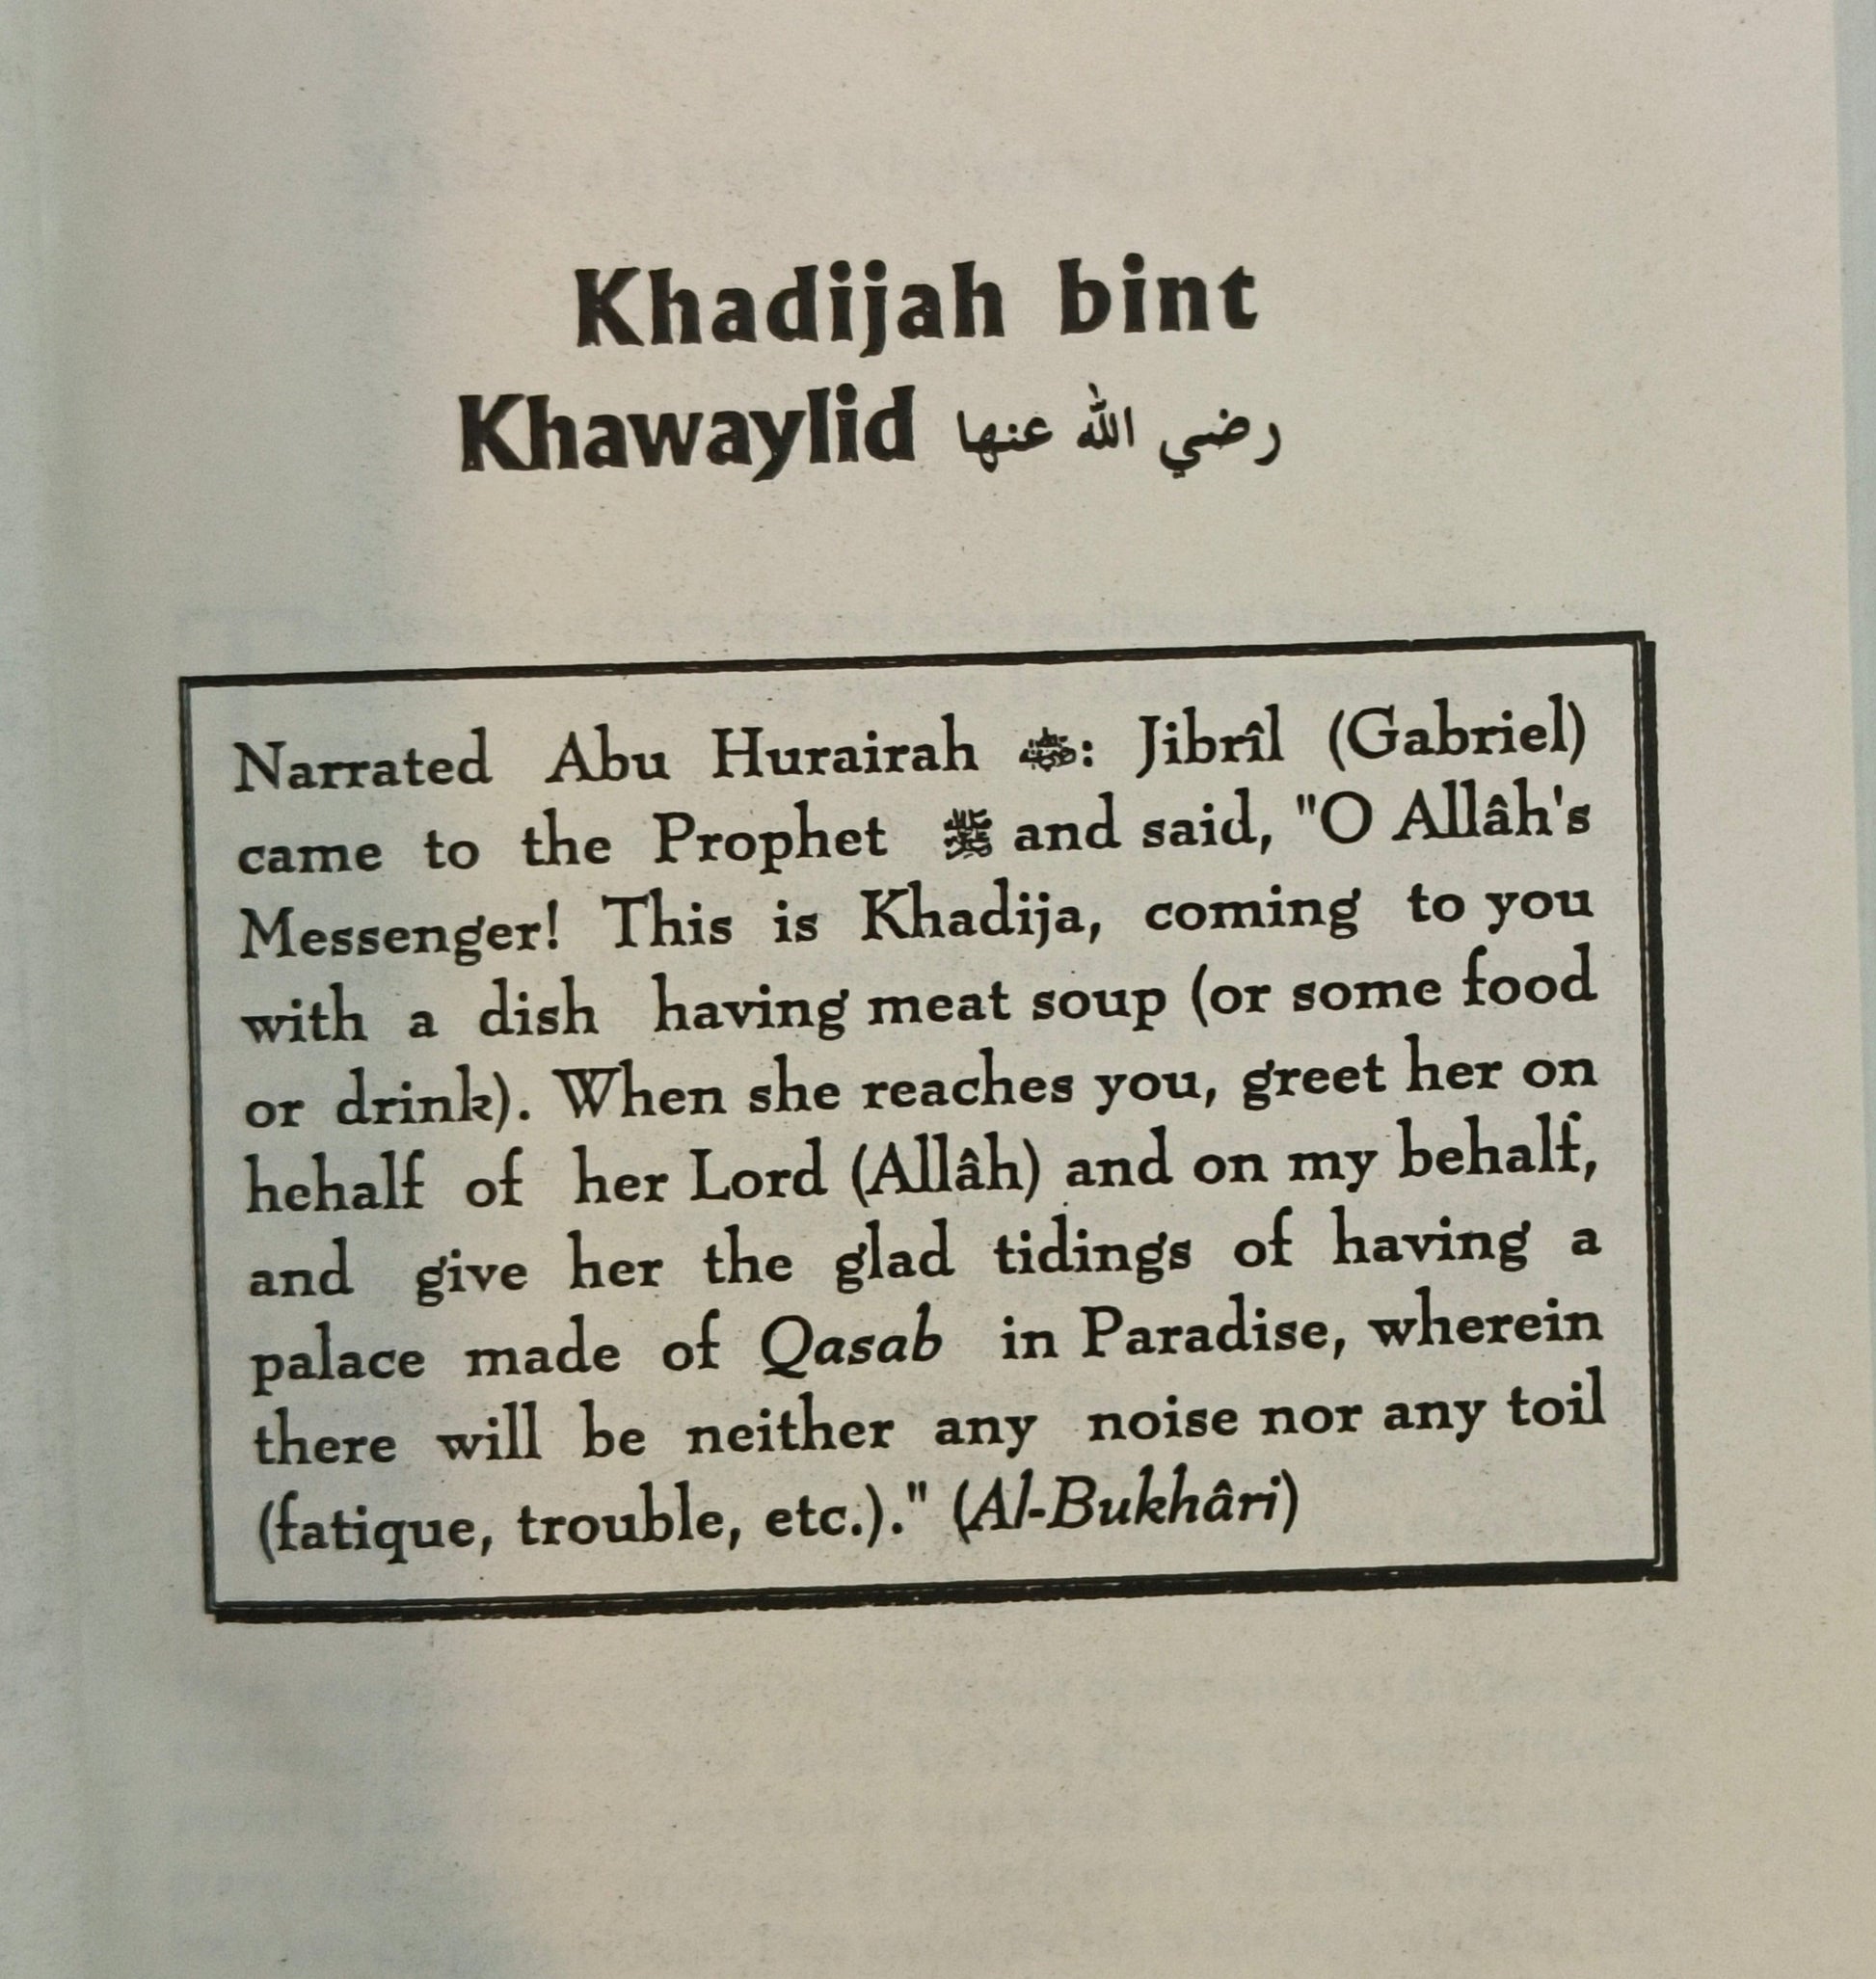 Khadijah bint
Khawaylid رضي الله عنها
Narrated Abu Hurairah رضي الله عنه: Jibrîl (Gabriel)
came to the Prophet ﷺ and said, "O Allâh's
Messenger! This is Khadija, coming to you
with a dish having meat soup (or some food
or drink). When she reaches you, greet her on
hehalf of her Lord (Allâh) and on my behalf,
and give her the glad tidings of having a
palace made of Qasab in Paradise, wherein
there will be neither any noise nor any toil
(fatique, trouble, etc.)." (Al-Bukhâri)